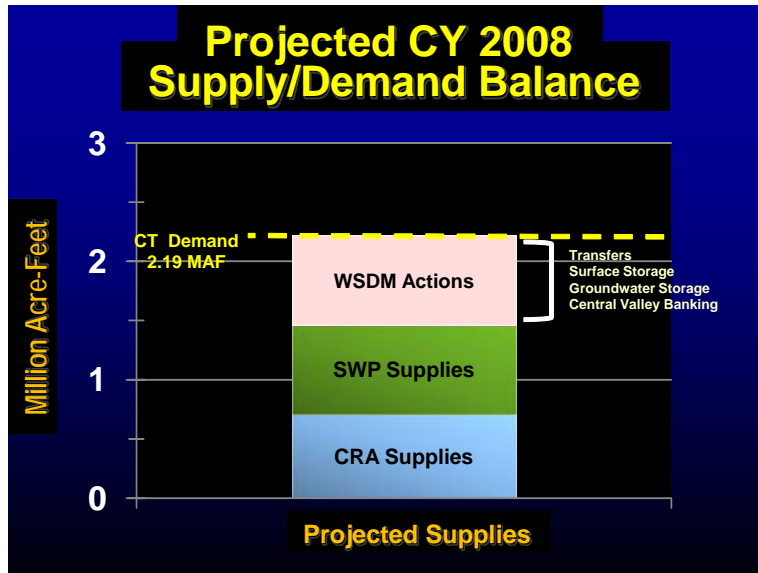 Projected CY 2008
Supply/Demand Balance
Million Acre-Feet
3
2
1
0
CT Demand
2.19 MAF
WSDM Actions
SWP Supplies
CRA Supplies
Transfers
Surface Storage
Groundwater Storage
Central Valley Banking
Projected Supplies